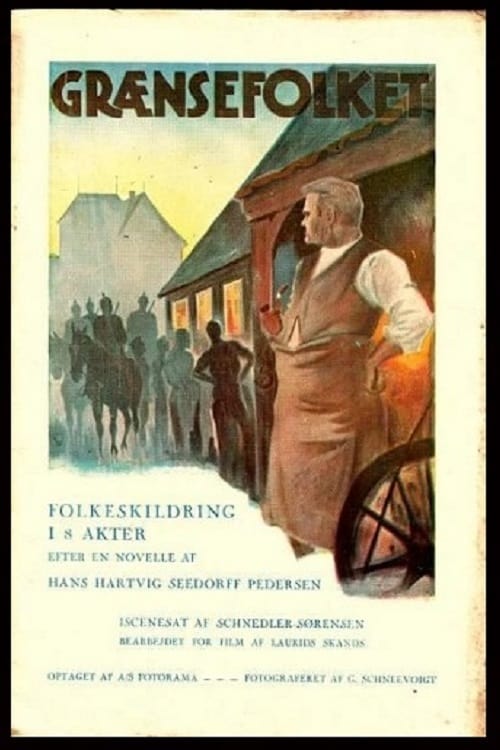 GRÆNSEFOLKET
FOLKESKILDRING
I 8 AKTER
EFTER EN NOVELLE AF
HANS HARTVIG SEEDORFF PEDERSEN
ISCENESAT AF SCHNEDLER-SØRENSEN
BEARBEJDET FOR FILM AF LAURIDS SKANDS
OPTAGET AF A/S FOTORAMA - - - FOTOGRAFERET AF G. SCHNEEVOIGT